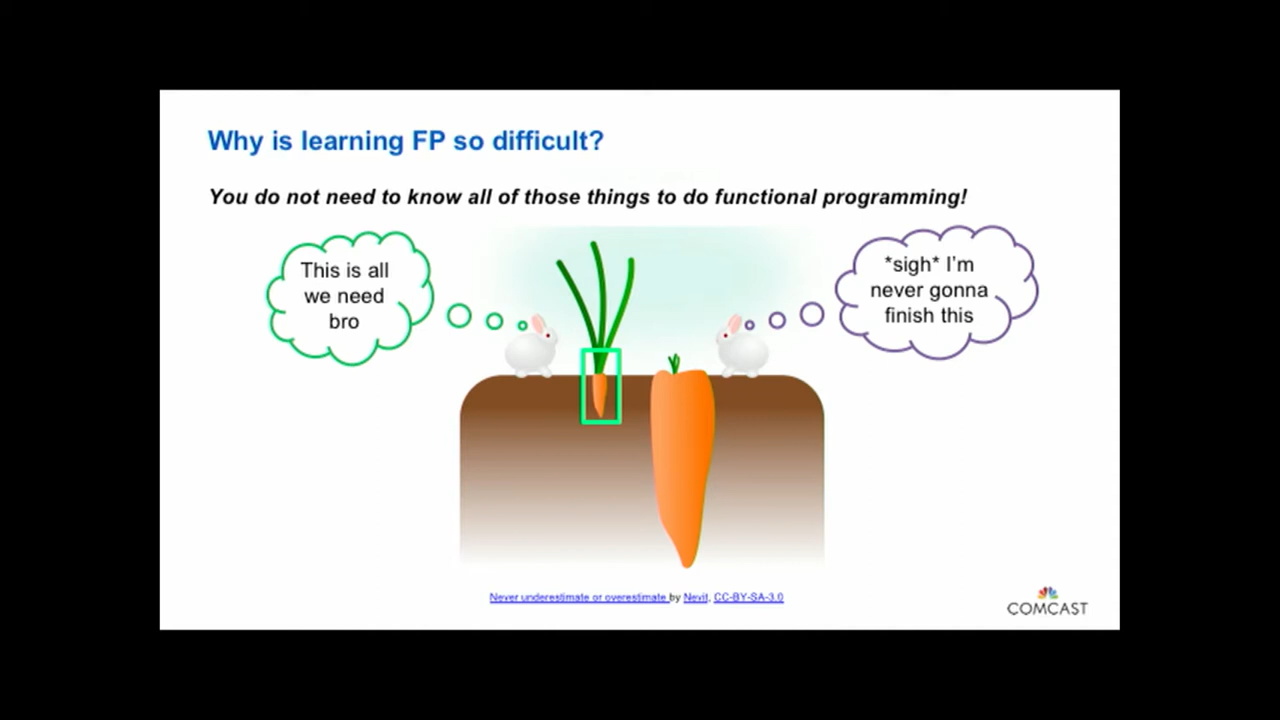 Why is learning FP so difficult?
You do not need to know all of those things to do functional programming!
This is all
we need
bro
*sigh* I'm
never gonna
finish this
Never underestimate or overestimate by Nevit, CC-BY-SA-3.0
COMCAST